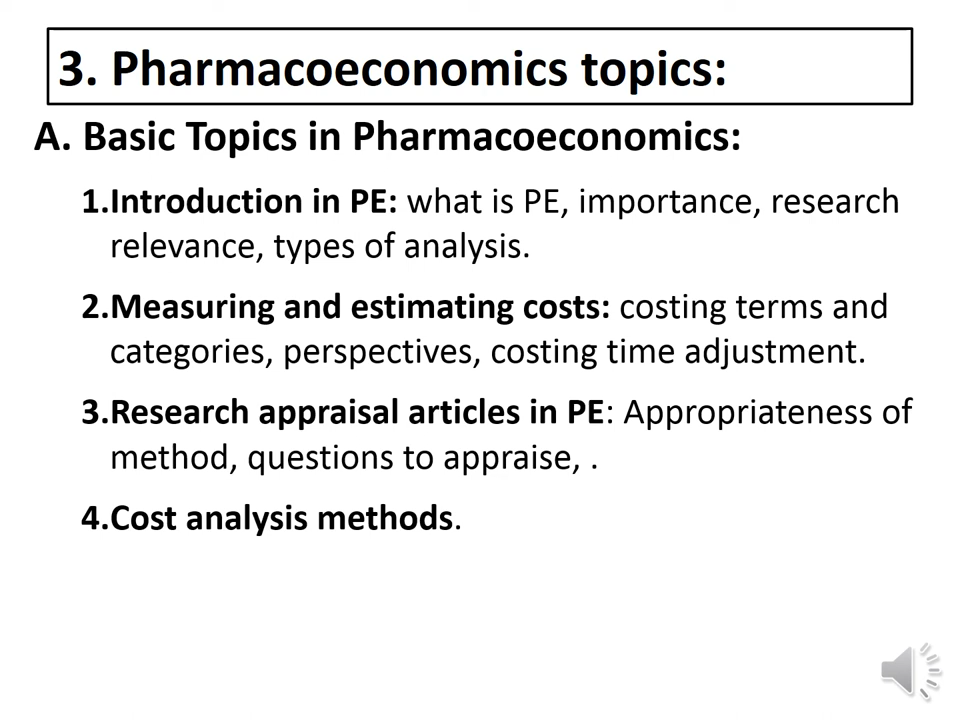 3. Pharmacoeconomics topics:
A. Basic Topics in Pharmacoeconomics:
1.Introduction in PE: what is PE, importance, research
relevance, types of analysis.
2.Measuring and estimating costs: costing terms and
categories, perspectives, costing time adjustment.
3.Research appraisal articles in PE: Appropriateness of
method, questions to appraise, .
4.Cost analysis methods.